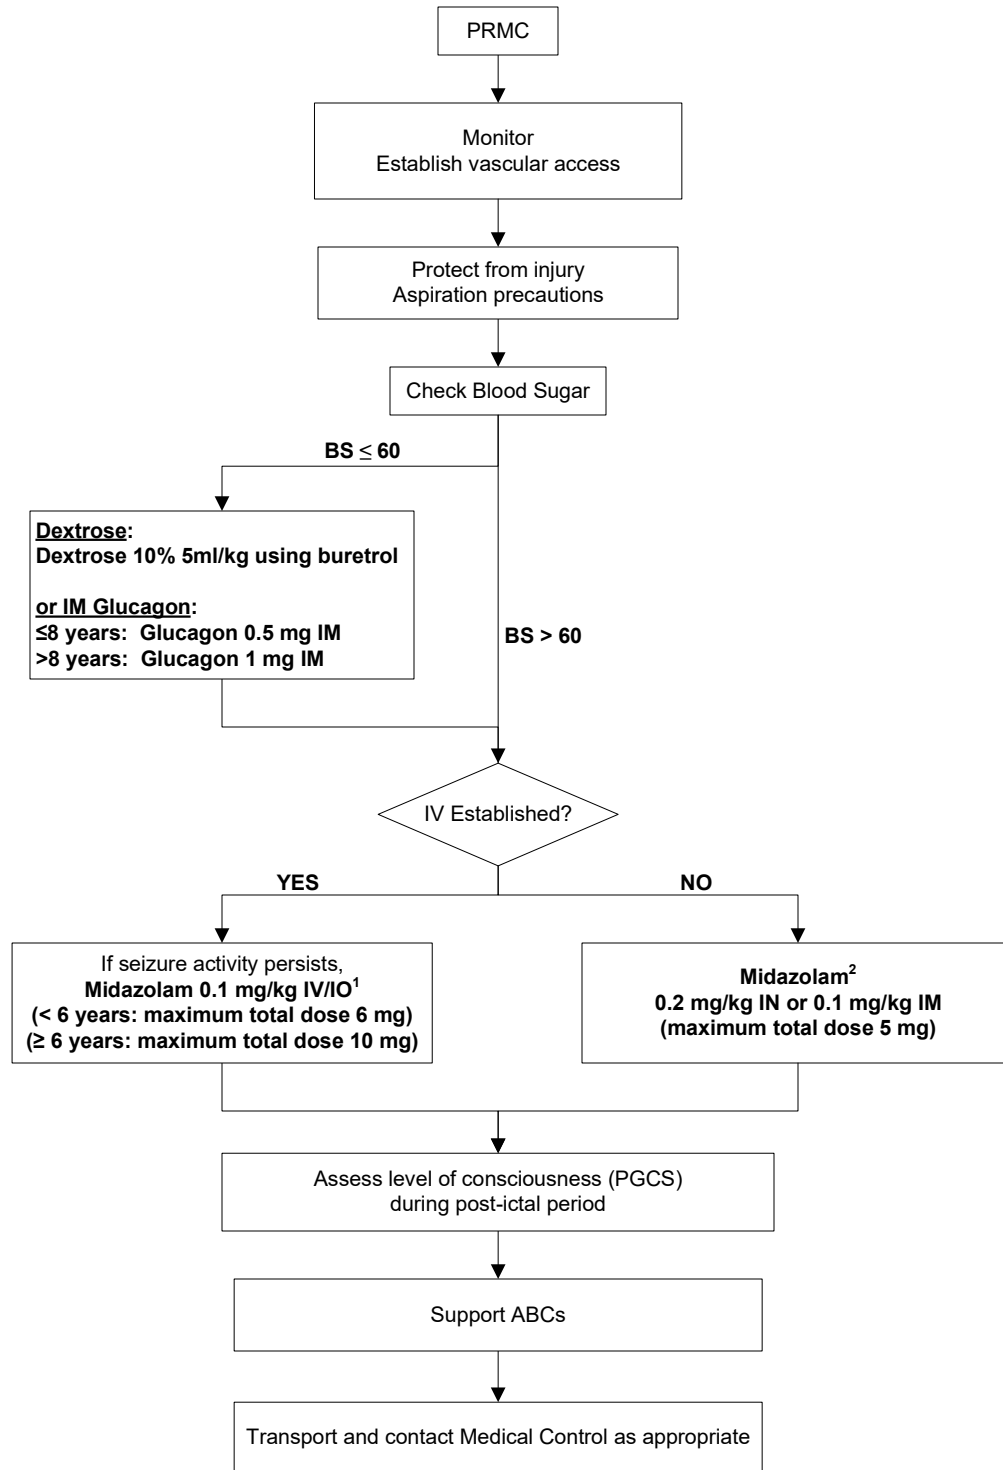 PRMC
Monitor
Establish vascular access
Protect from injury
Aspiration precautions
Check Blood Sugar
BS ≤ 60
Dextrose:
Dextrose 10% 5ml/kg using buretrol
or IM Glucagon:
≤8 years:  Glucagon 0.5 mg IM
>8 years:  Glucagon 1 mg IM
BS > 60
IV Established?
YES
NO
If seizure activity persists,
Midazolam 0.1 mg/kg IV/IO¹
(< 6 years: maximum total dose 6 mg)
(≥ 6 years: maximum total dose 10 mg)
Midazolam²
0.2 mg/kg IN or 0.1 mg/kg IM
(maximum total dose 5 mg)
Assess level of consciousness (PGCS)
during post-ictal period
Support ABCs
Transport and contact Medical Control as appropriate